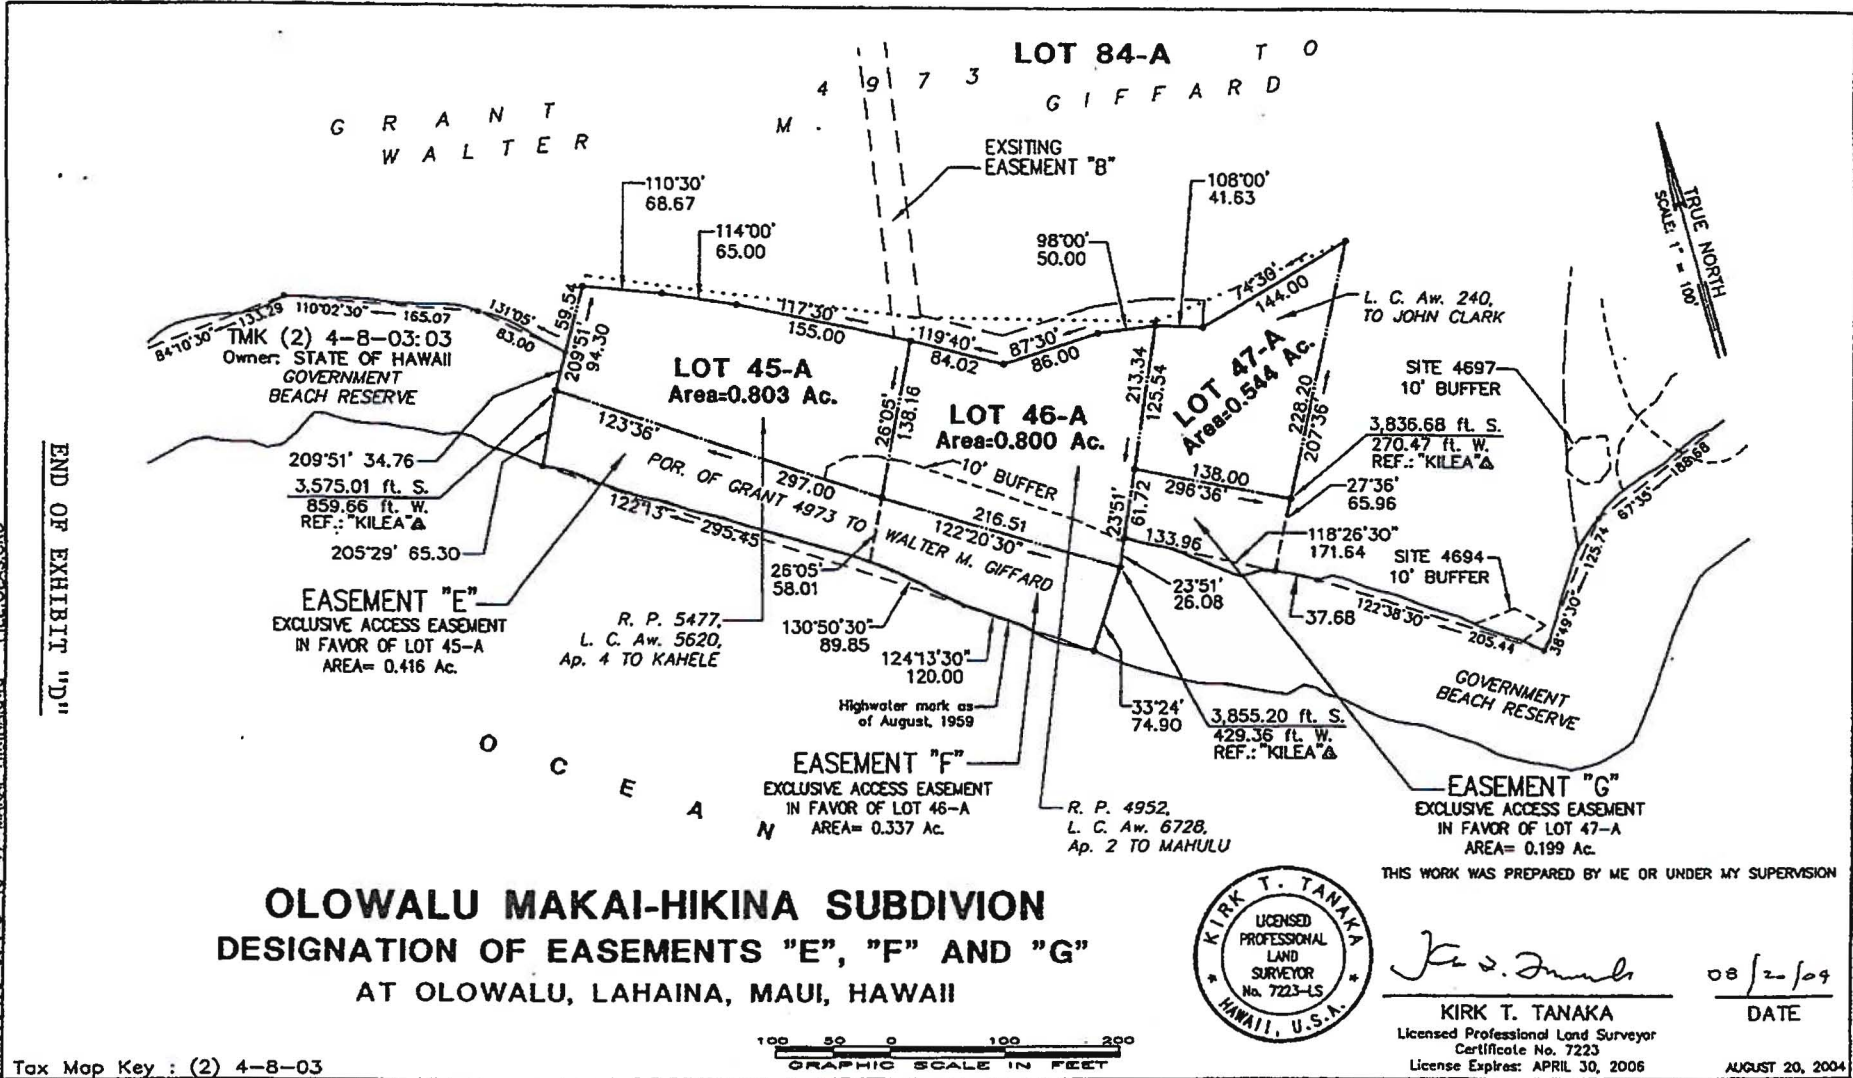 LOT 84-A
GRANT 4973 TO
WALTER M. GIFFARD
EXSITING
EASEMENT "B"
110°30'
68.67
114°00'
65.00
108°00'
41.63
98°00'
50.00
TRUE NORTH
SCALE: 1" = 100'
84°10'30"
133.29
110°02'30"
165.07
131°05'
83.00
TMK (2) 4-8-03:03
Owner: STATE OF HAWAII
GOVERNMENT
BEACH RESERVE
59.54
209°51'
94.30
117°30'
155.00
119°40'
84.02
87°30'
86.00
74°30'
144.00
L. C. Aw. 240,
TO JOHN CLARK
LOT 45-A
Area=0.803 Ac.
26°05'
138.16
LOT 46-A
Area=0.800 Ac.
213.34
125.54
LOT 47-A
Area=0.544 Ac.
228.20
207°36'
SITE 4697
10' BUFFER
3,836.68 ft. S.
270.47 ft. W.
REF.: "KILEA"
209°51' 34.76
3,575.01 ft. S.
859.66 ft. W.
REF.: "KILEA"
205°29' 65.30
123°36'
297.00
POR. OF GRANT 4973 TO
WALTER M. GIFFARD
10' BUFFER
216.51
122°20'30"
23°51'
61.72
138.00
296°36'
27°36'
65.96
133.96
118°26'30"
171.64
122°13'
295.45
26°05'
58.01
130°50'30"
89.85
124°13'30"
120.00
Highwater mark as
of August, 1959
23°51'
26.08
37.68
SITE 4694
10' BUFFER
122°38'30"
205.44
38°49'30"
125.74
67°35'
188.68
GOVERNMENT
BEACH RESERVE
33°24'
74.90
3,855.20 ft. S.
429.36 ft. W.
REF.: "KILEA"
EASEMENT "E"
EXCLUSIVE ACCESS EASEMENT
IN FAVOR OF LOT 45-A
AREA= 0.416 Ac.
R. P. 5477,
L. C. Aw. 5620,
Ap. 4 TO KAHELE
EASEMENT "F"
EXCLUSIVE ACCESS EASEMENT
IN FAVOR OF LOT 46-A
AREA= 0.337 Ac.
R. P. 4952,
L. C. Aw. 6728,
Ap. 2 TO MAHULU
EASEMENT "G"
EXCLUSIVE ACCESS EASEMENT
IN FAVOR OF LOT 47-A
AREA= 0.199 Ac.
OCEAN
END OF EXHIBIT "D"
OLOWALU MAKAI-HIKINA SUBDIVION
DESIGNATION OF EASEMENTS "E", "F" AND "G"
AT OLOWALU, LAHAINA, MAUI, HAWAII
100 50 0 100 200
GRAPHIC SCALE IN FEET
THIS WORK WAS PREPARED BY ME OR UNDER MY SUPERVISION
KIRK T. TANAKA
LICENSED
PROFESSIONAL
LAND
SURVEYOR
No. 7223-LS
HAWAII, U.S.A.
08/20/04
KIRK T. TANAKA
DATE
Licensed Professional Land Surveyor
Certificate No. 7223
License Expires: APRIL 30, 2006
AUGUST 20, 2004
Tax Map Key : (2) 4-8-03